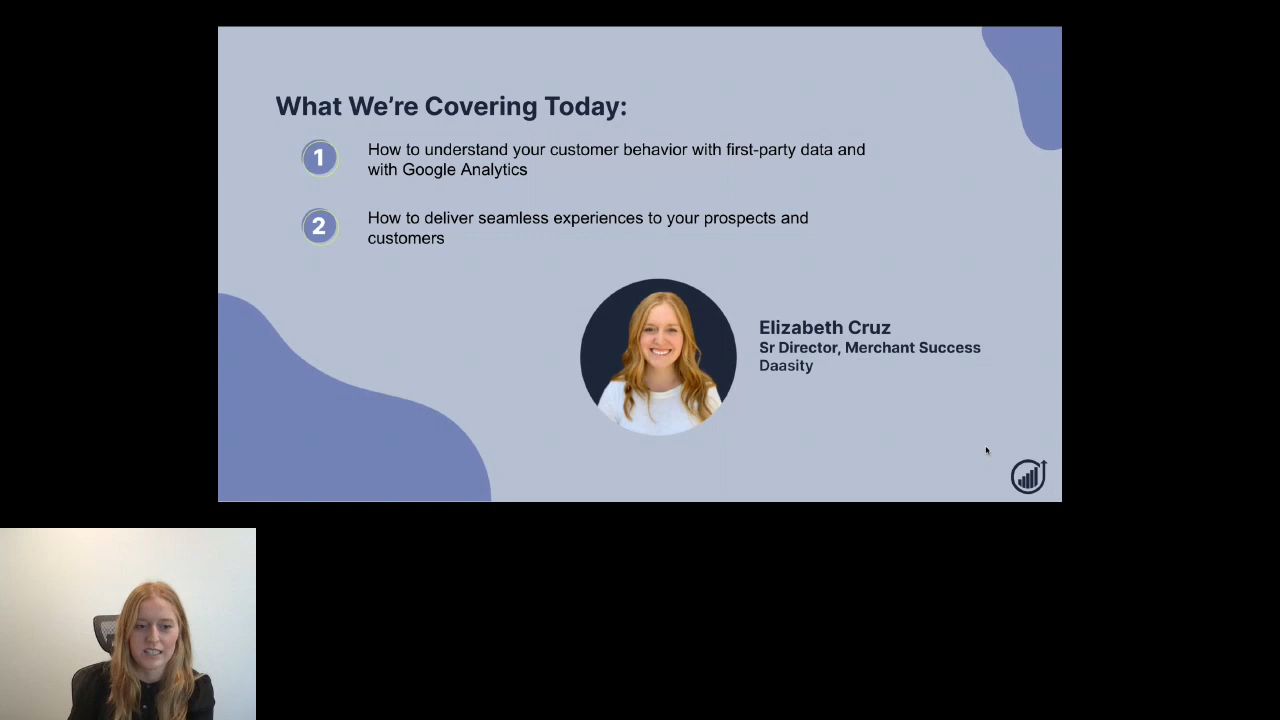 What We’re Covering Today:
1
How to understand your customer behavior with first-party data and
with Google Analytics
2
How to deliver seamless experiences to your prospects and
customers
Elizabeth Cruz
Sr Director, Merchant Success
Daasity